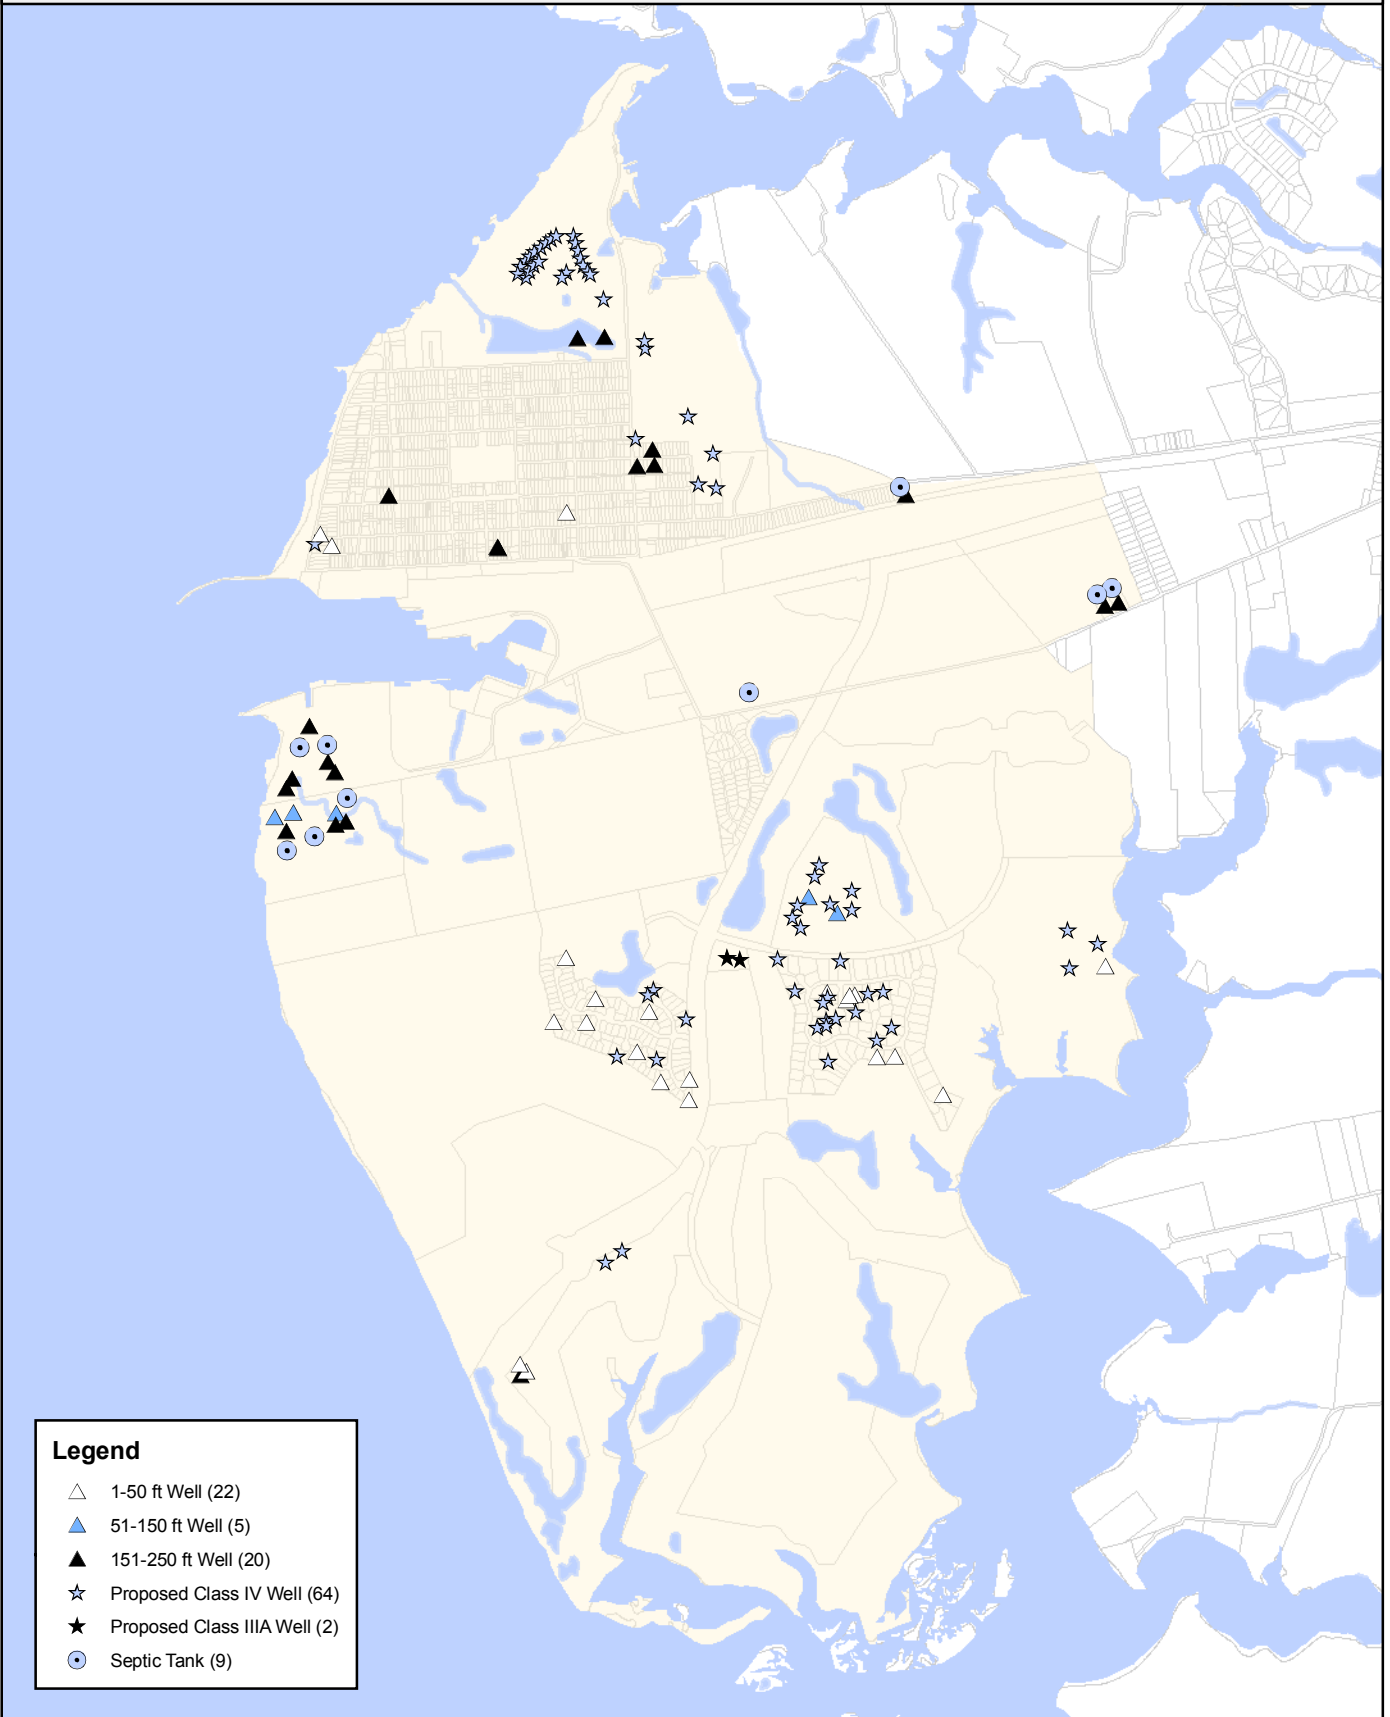 Legend
1-50 ft Well (22)
51-150 ft Well (5)
151-250 ft Well (20)
Proposed Class IV Well (64)
Proposed Class IIIA Well (2)
Septic Tank (9)